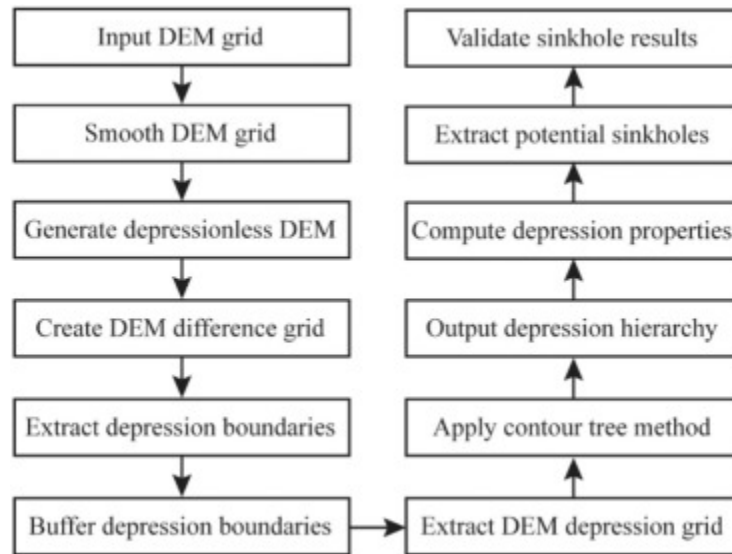 Input DEM grid
Smooth DEM grid
Generate depressionless DEM
Create DEM difference grid
Extract depression boundaries
Buffer depression boundaries
Extract DEM depression grid
Apply contour tree method
Output depression hierarchy
Compute depression properties
Extract potential sinkholes
Validate sinkhole results